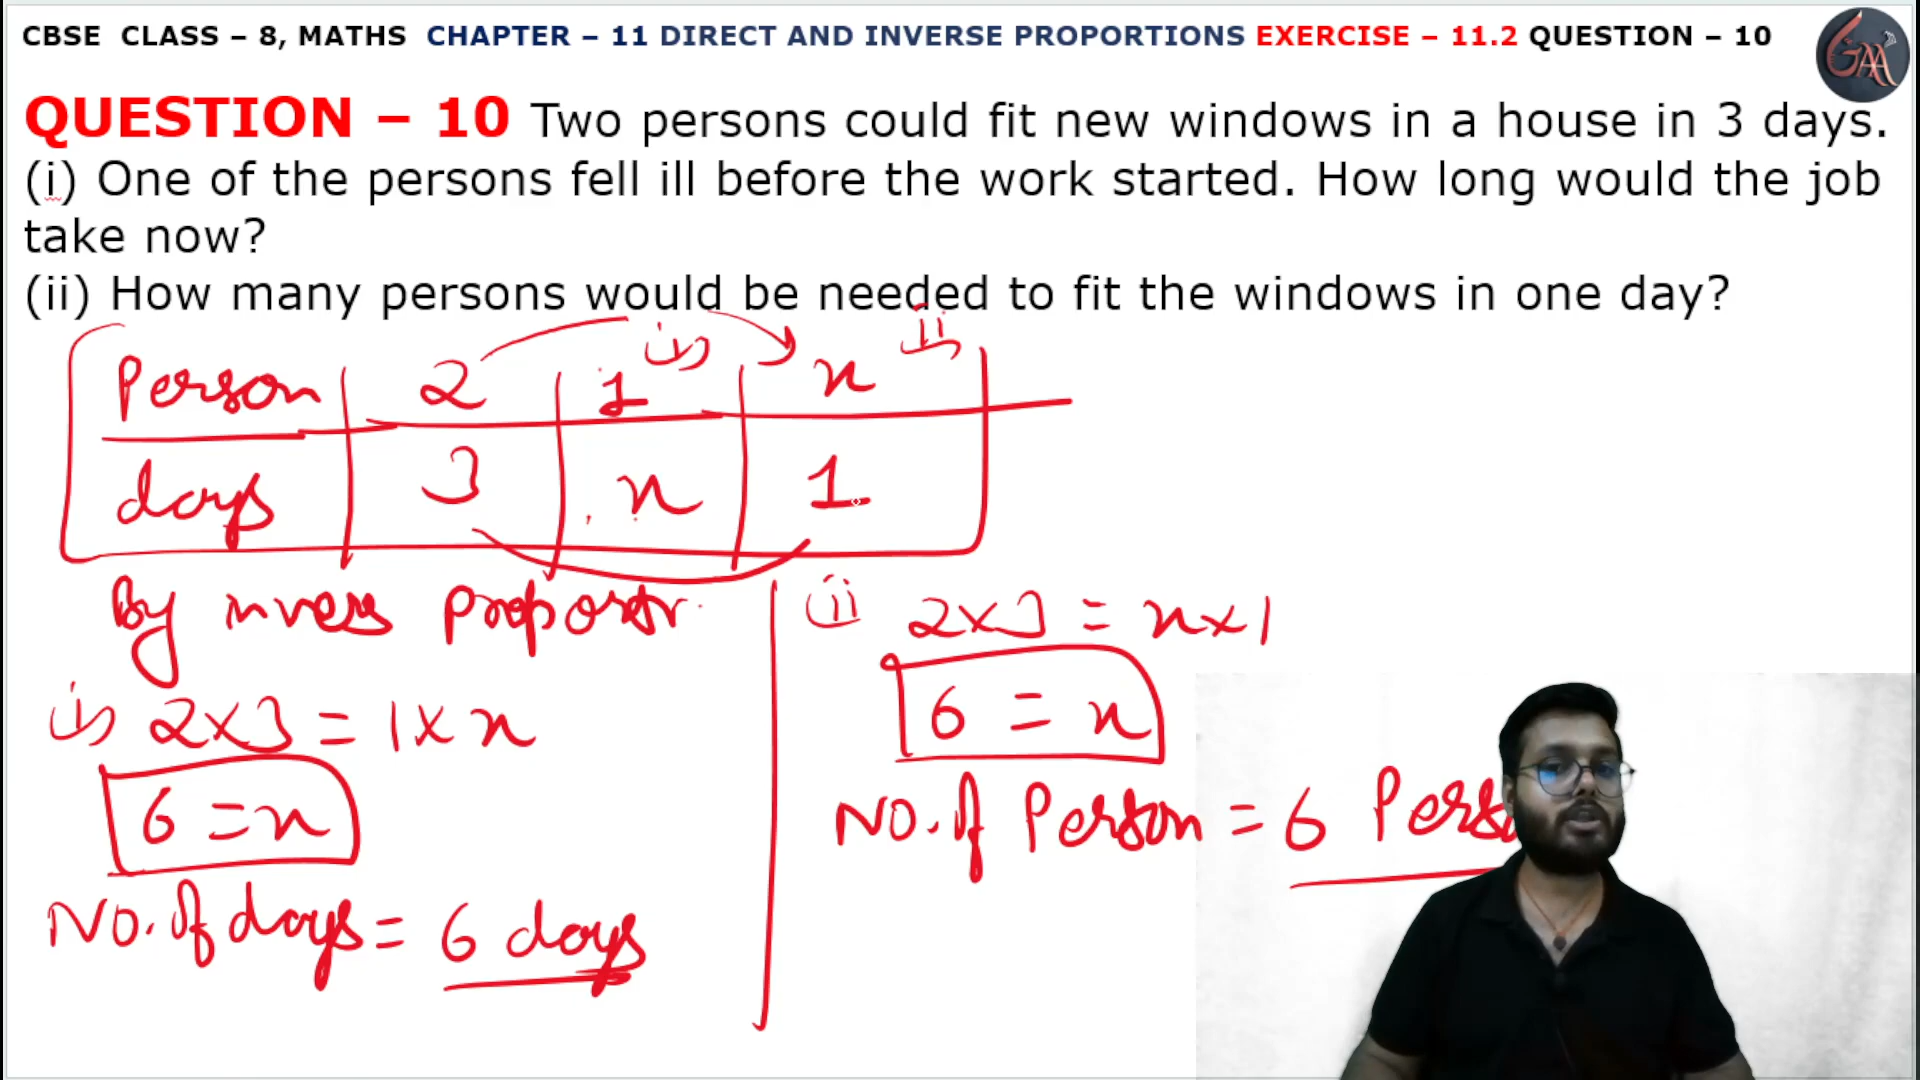 CBSE CLASS – 8, MATHS CHAPTER – 11 DIRECT AND INVERSE PROPORTIONS EXERCISE – 11.2 QUESTION – 10
QUESTION – 10 Two persons could fit new windows in a house in 3 days.
(i) One of the persons fell ill before the work started. How long would the job
take now?
(ii) How many persons would be needed to fit the windows in one day?
(i) ii
Person 2 1 x
days 3 x 1
By
(i) 2×3 = 1×x
6 = x
No. of days = 6 days
(ii 2×3 = x×1
6 = x
No. of Person = 6